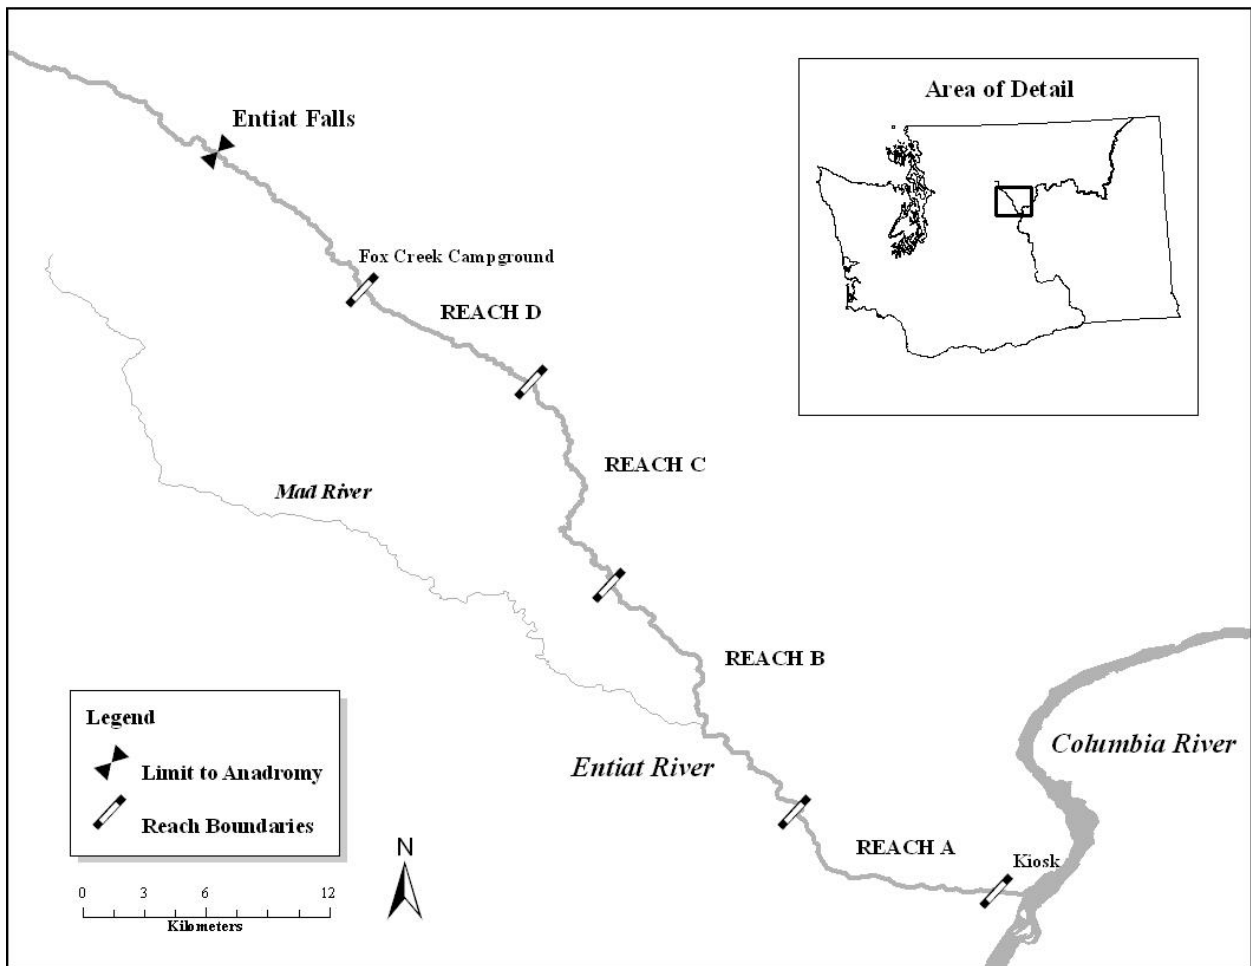 Area of Detail
Entiat Falls
Fox Creek Campground
REACH D
REACH C
Mad River
REACH B
Columbia River
Entiat River
REACH A
Kiosk
Legend
Limit to Anadromy
Reach Boundaries
N
0 3 6 12
Kilometers